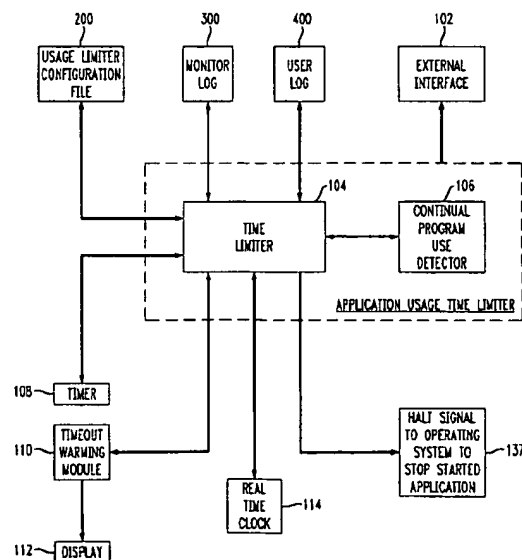 200
300
400
102
USAGE LIMITER
CONFIGURATION
FILE
MONITOR
LOG
USER
LOG
EXTERNAL
INTERFACE
104
106
TIME
LIMITER
CONTINUAL
PROGRAM
USE
DETECTOR
APPLICATION USAGE TIME LIMITER
108
TIMER
110
TIMEOUT
WARMING
MODULE
REAL
TIME
CLOCK
114
HALT SIGNAL
TO OPERATING
SYSTEM TO
STOP STARTED
APPLICATION
137
112
DISPLAY